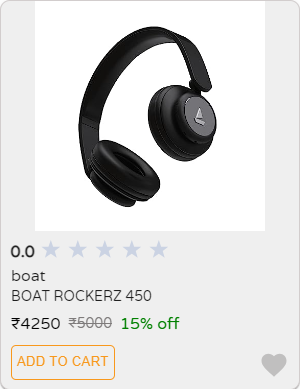 0.0
boat
BOAT ROCKERZ 450
₹4250 ₹5000 15% off
ADD TO CART